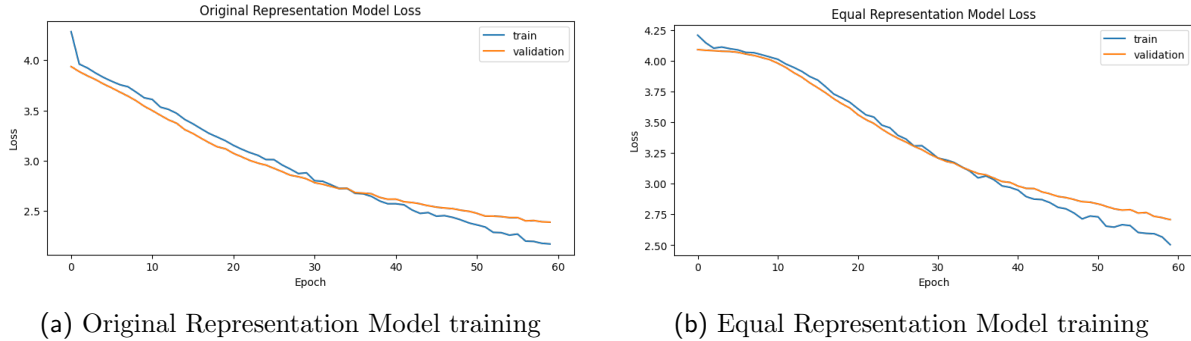 Original Representation Model Loss
train
validation
4.0
3.5
3.0
2.5
Loss
0
10
20
30
40
50
60
Epoch
(a) Original Representation Model training
Equal Representation Model Loss
train
validation
4.25
4.00
3.75
3.50
3.25
3.00
2.75
2.50
Loss
0
10
20
30
40
50
60
Epoch
(b) Equal Representation Model training